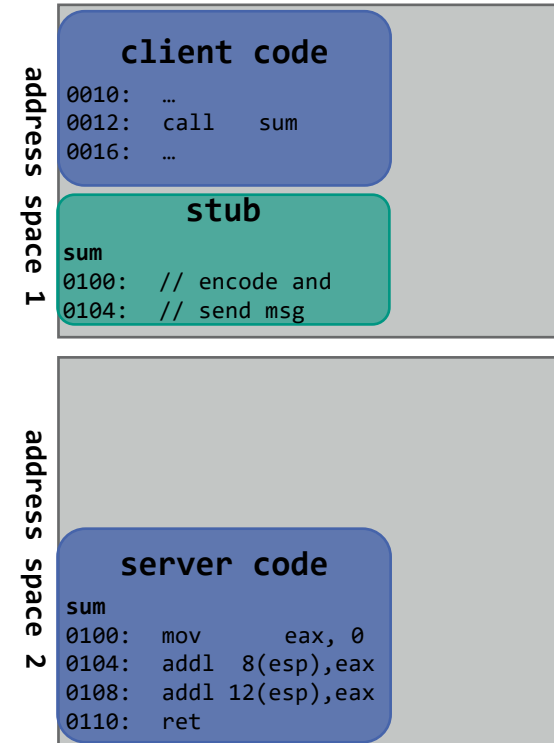 address space 1
client code
0010: …
0012: call sum
0016: …
stub
sum
0100: // encode and
0104: // send msg
address space 2
server code
sum
0100: mov eax, 0
0104: addl 8(esp),eax
0108: addl 12(esp),eax
0110: ret